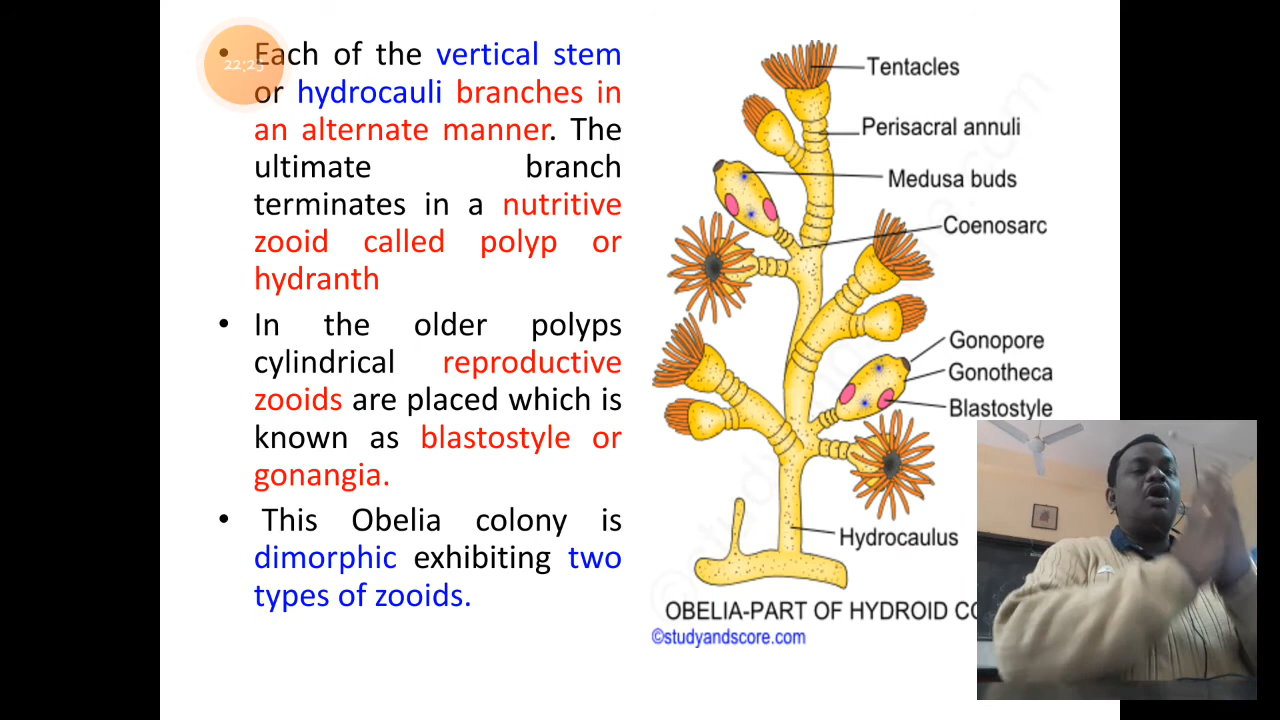 • Each of the vertical stem
or hydrocauli branches in
an alternate manner. The
ultimate branch
terminates in a nutritive
zooid called polyp or
hydranth
• In the older polyps
cylindrical reproductive
zooids are placed which is
known as blastostyle or
gonangia.
• This Obelia colony is
dimorphic exhibiting two
types of zooids.
22:25
Tentacles
Perisacral annuli
Medusa buds
Coenosarc
Gonopore
Gonotheca
Blastostyle
Hydrocaulus
OBELIA-PART OF HYDROID CO
©studyandscore.com